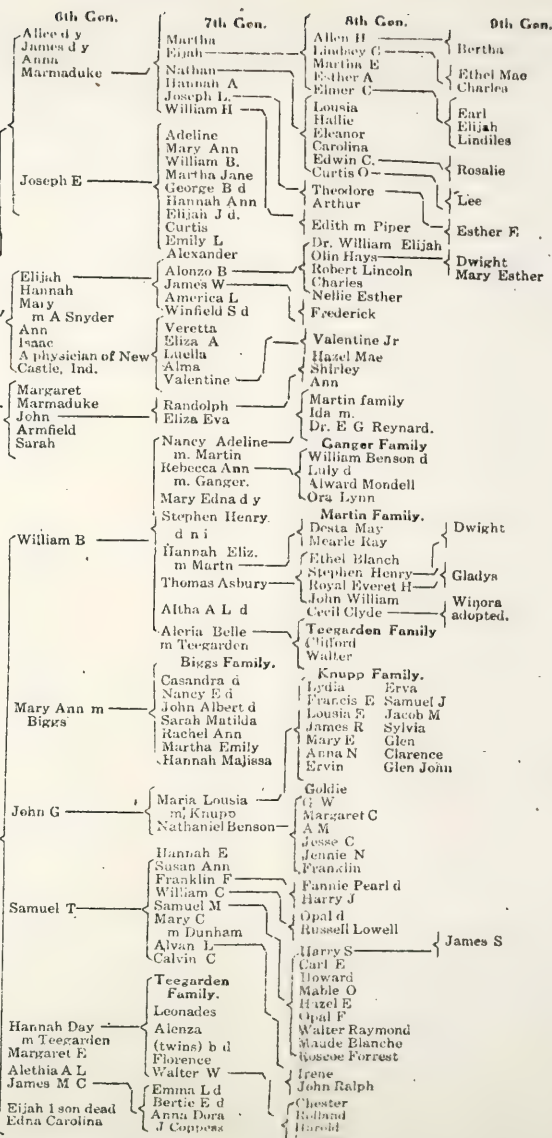 6th Gen.
Allee d y
James d y
Anna
Marmaduke
Joseph E
Elijah
Hannah
Mary
m A Snyder
Ann
Isaac
A physician of New
Castle, Ind.
Margaret
Marmaduke
John
Armfield
Sarah
William B
Mary Ann m
Biggs
John G
Samuel T
Hannah Day
m Teegarden
Margaret E
Alethia A L
James M C
Eijah 1 son dead
Edna Carolina
7th Gen.
Martha
Eijah
Nathan
Hannah A
Joseph L.
William H
Adeline
Mary Ann
William B.
Martha Jane
George B d
Hannah Ann
Elijah J d.
Curtis
Emily L
Alexander
Alonzo B
James W
America L
Winfield S d
Veretta
Eliza A
Luella
Alma
Valentine
Randolph
Eliza Eva
Nancy Adeline
m. Martin
Rebecca Ann
m. Ganger.
Mary Edna d y
Stephen Henry
d n i
Hannah Eliz.
m Martn
Thomas Asbury
Altha A L d
Aleria Belle
m Teegarden
Biggs Family.
Casandra d
Nancy E d
John Albert d
Sarah Matilda
Rachel Ann
Martha Emily
Hannah Majissa
Maria Lousia
m. Knupp
Nathaniel Benson
Hannah E
Susan Ann
Franklin F
William C
Samuel M
Mary C
m Dunham
Alvan L
Calvin C
Teegarden
Family.
Leonades
Alenza
(twins) b d
Florence
Walter W
Emma L d
Bertie E d
Anna Dora
J Coppess
8th Gen.
Allen H
Lindsey C
Martha E
Esther A
Elmer C
Lousia
Hallie
Eleanor
Carolina
Edwin C.
Curtis O
Theodore
Arthur
Edith m Piper
Dr. William Elijah
Olin Hays
Robert Lincoln
Charles
Nellie Esther
Frederick
Valentine Jr
Hazel Mae
Shirley
Ann
Martin family
Ida m.
Dr. E G Reynard.
Ganger Family
William Benson d
Luly d
Alward Mondell
Ora Lynn
Martin Family.
Desta May
Mearle Ray
Ethel Blanch
Stephen Henry
Royal Everet H
John William
Cecil Clyde
Teegarden Family
Clifford
Walter
Knupp Family.
Lydia Erva
Francis E Samuel J
Lousia E Jacob M
James R Sylvia
Mary E Glen
Anna N Clarence
Ervin Glen John
Goldie
G W
Margaret C
A M
Jesse C
Jennie N
Franklin
Fannie Pearl d
Harry J
Opal d
Russell Lowell
Harry S
Carl E
Howard
Mable O
Hazel E
Opal F
Walter Raymond
Maude Blanche
Roscoe Forrest
Irene
John Ralph
Chester
Rolland
Harold
9th Gen.
Bertha
Ethel Mae
Charles
Earl
Elijah
Lindiles
Rosalie
Lee
Esther E
Dwight
Mary Esther
Dwight
Gladys
Winora
adopted.
James S